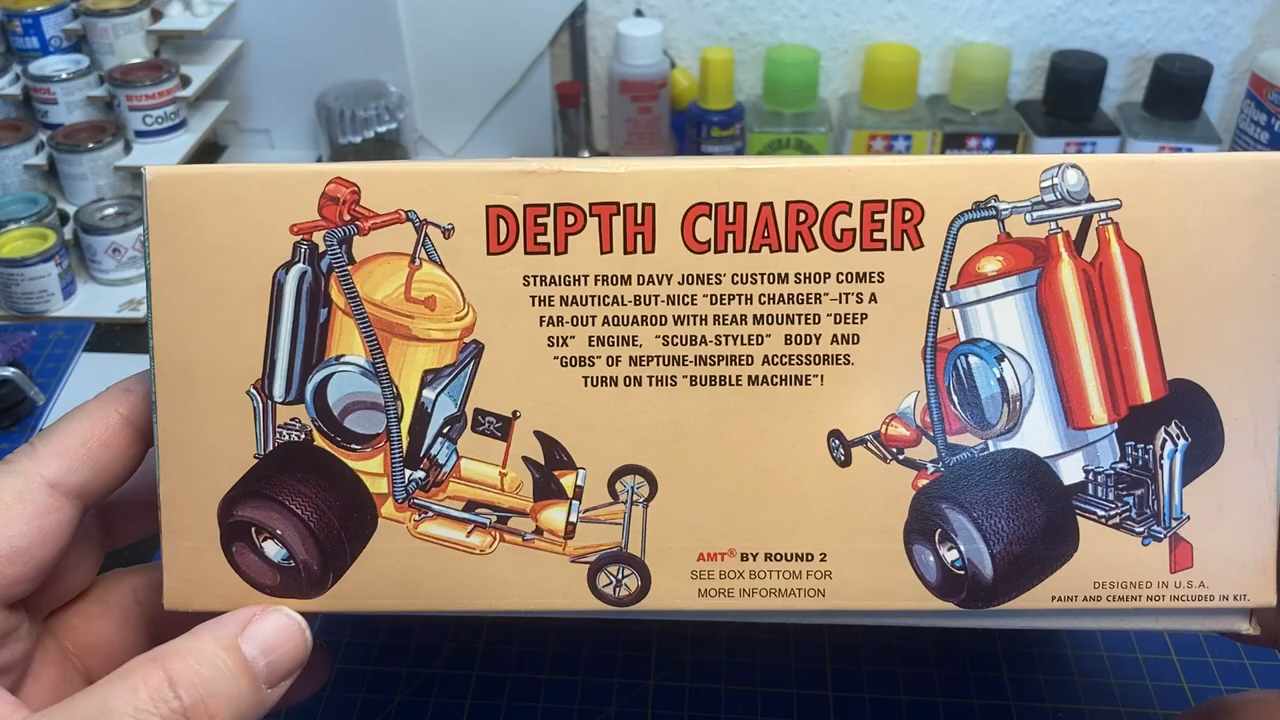 COLOR
HUMBROL
Color
Revell
DEPTH CHARGER
STRAIGHT FROM DAVY JONES' CUSTOM SHOP COMES
THE NAUTICAL-BUT-NICE "DEPTH CHARGER"–IT'S A
FAR-OUT AQUAROD WITH REAR MOUNTED "DEEP
SIX" ENGINE, "SCUBA-STYLED" BODY AND
"GOBS" OF NEPTUNE-INSPIRED ACCESSORIES.
TURN ON THIS "BUBBLE MACHINE"!
AMT® BY ROUND 2
SEE BOX BOTTOM FOR
MORE INFORMATION
DESIGNED IN U.S.A.
PAINT AND CEMENT NOT INCLUDED IN KIT.